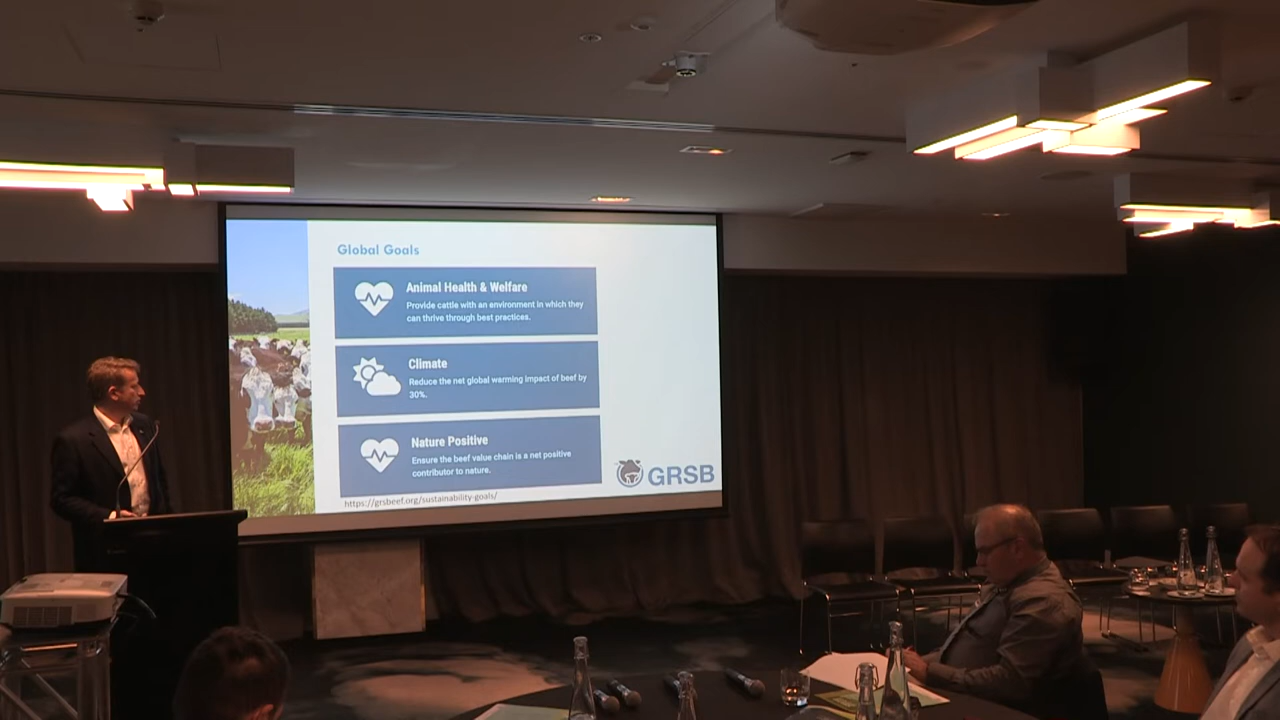 Global Goals
Animal Health & Welfare
Provide cattle with an environment in which they
can thrive through best practices.
Climate
Reduce the net global warming impact of beef by
30%.
Nature Positive
Ensure the beef value chain is a net positive
contributor to nature.
GRSB
https://grsbeef.org/sustainability-goals/